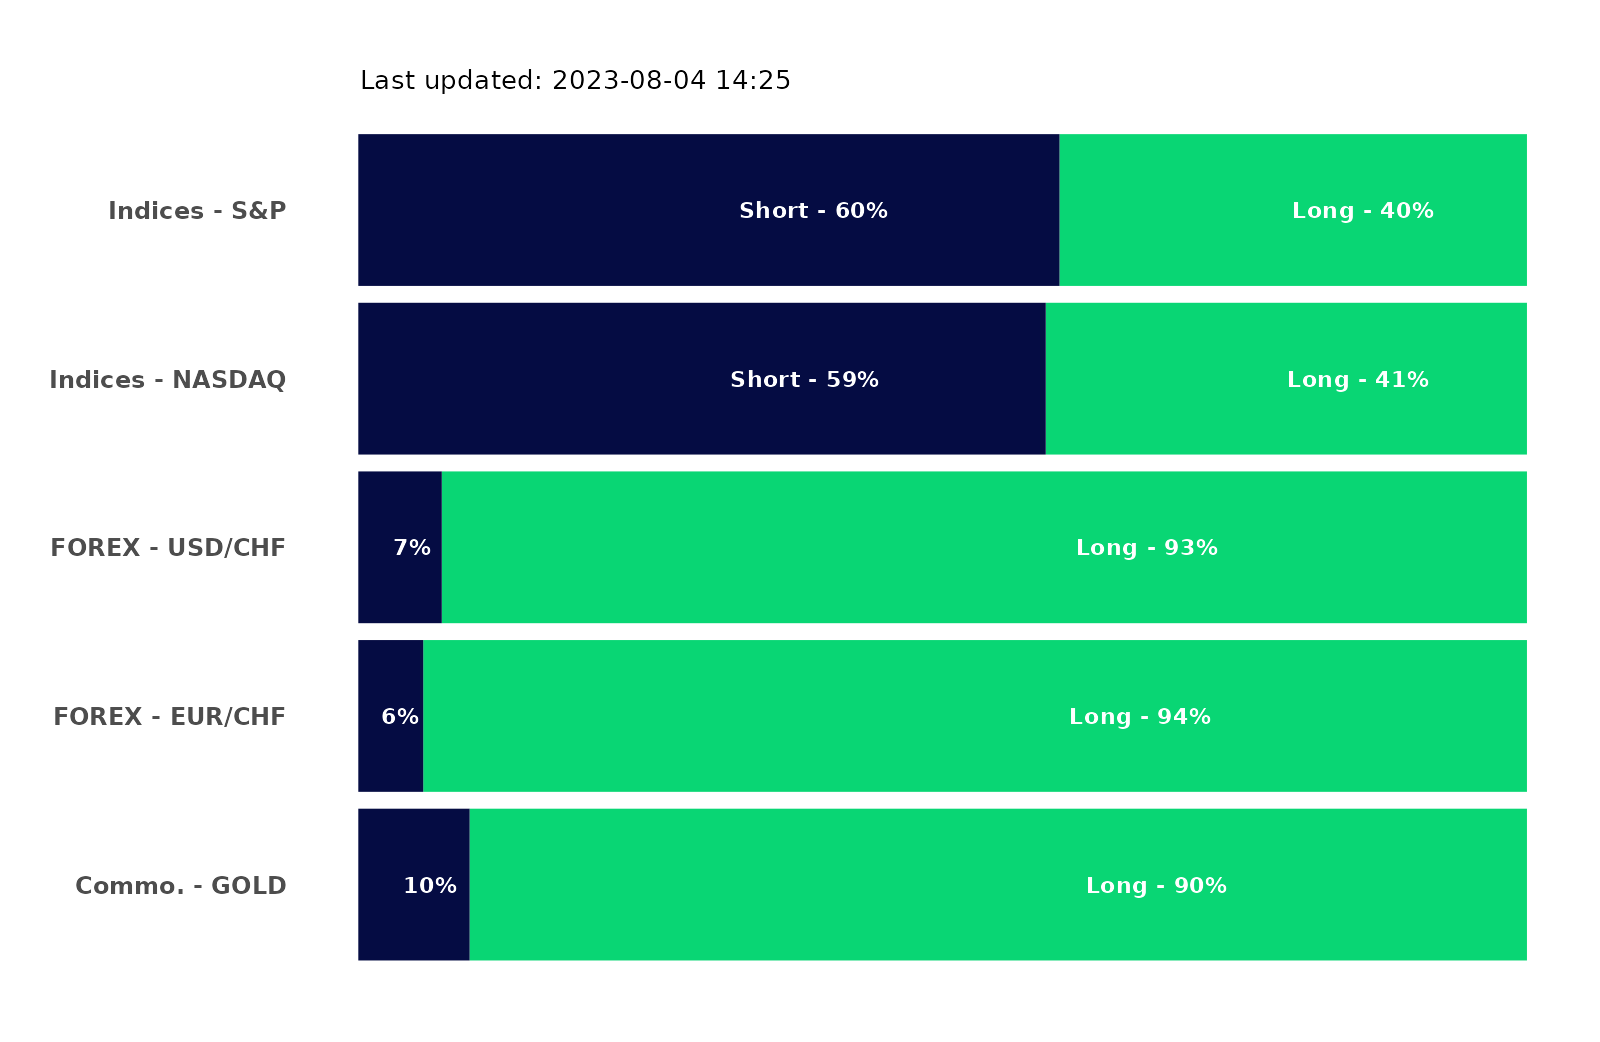 Last updated: 2023-08-04 14:25
Indices - S&P Short - 60% Long - 40%
Indices - NASDAQ Short - 59% Long - 41%
FOREX - USD/CHF 7% Long - 93%
FOREX - EUR/CHF 6% Long - 94%
Commo. - GOLD 10% Long - 90%